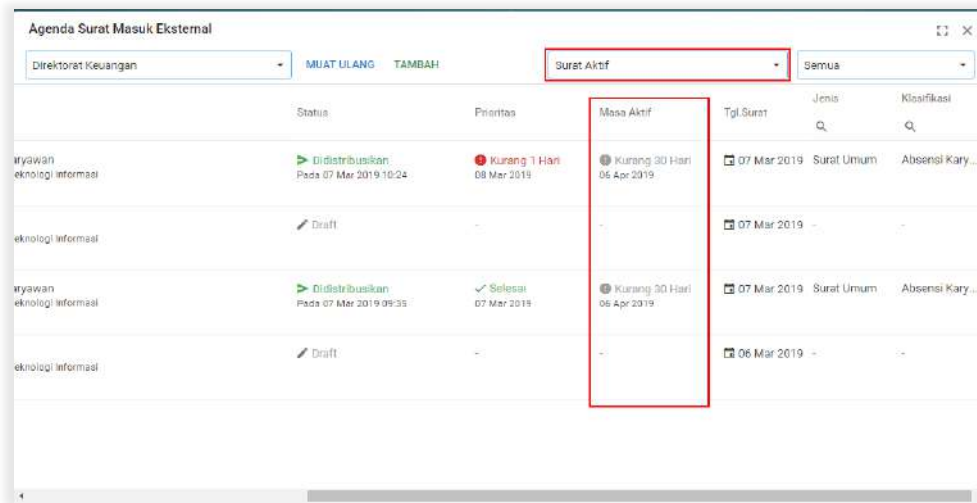 Agenda Surat Masuk Eksternal
Direktorat Keuangan MUAT ULANG TAMBAH Surat Aktif Semua
Status Prioritas Masa Aktif Tgl.Surat Jenis Klasifikasi
aryawan Didistribusikan Kurang 1 Hari Kurang 30 Hari 07 Mar 2019 Surat Umum Absensi Kary...
eknologi Informasi Pada 07 Mar 2019 10:24 08 Mar 2019 06 Apr 2019
Draft - - 07 Mar 2019 - -
eknologi Informasi
aryawan Didistribusikan Selesai Kurang 30 Hari 07 Mar 2019 Surat Umum Absensi Kary...
eknologi Informasi Pada 07 Mar 2019 09:35 07 Mar 2019 06 Apr 2019
Draft - - 06 Mar 2019 - -
eknologi Informasi